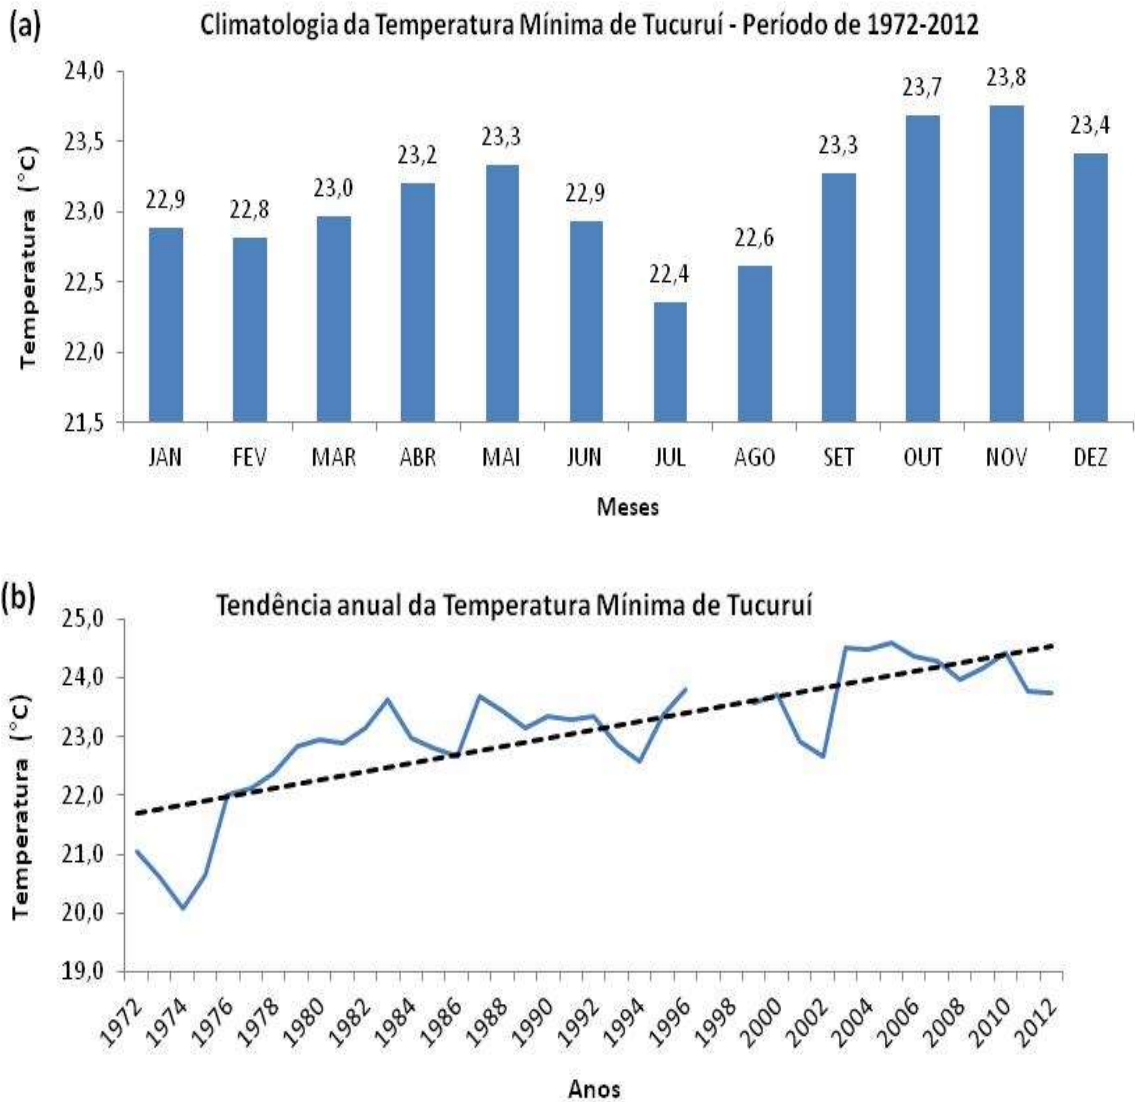 (a) Climatologia da Temperatura Mínima de Tucuruí - Período de 1972-2012
24,0
23,5
23,0
22,5
22,0
21,5
Temperatura (°C)
22,9 22,8 23,0 23,2 23,3 22,9 22,4 22,6 23,3 23,7 23,8 23,4
JAN FEV MAR ABR MAI JUN JUL AGO SET OUT NOV DEZ
Meses
(b) Tendência anual da Temperatura Mínima de Tucuruí
25,0
24,0
23,0
22,0
21,0
20,0
19,0
Temperatura (°C)
1972 1974 1976 1978 1980 1982 1984 1986 1988 1990 1992 1994 1996 1998 2000 2002 2004 2006 2008 2010 2012
Anos